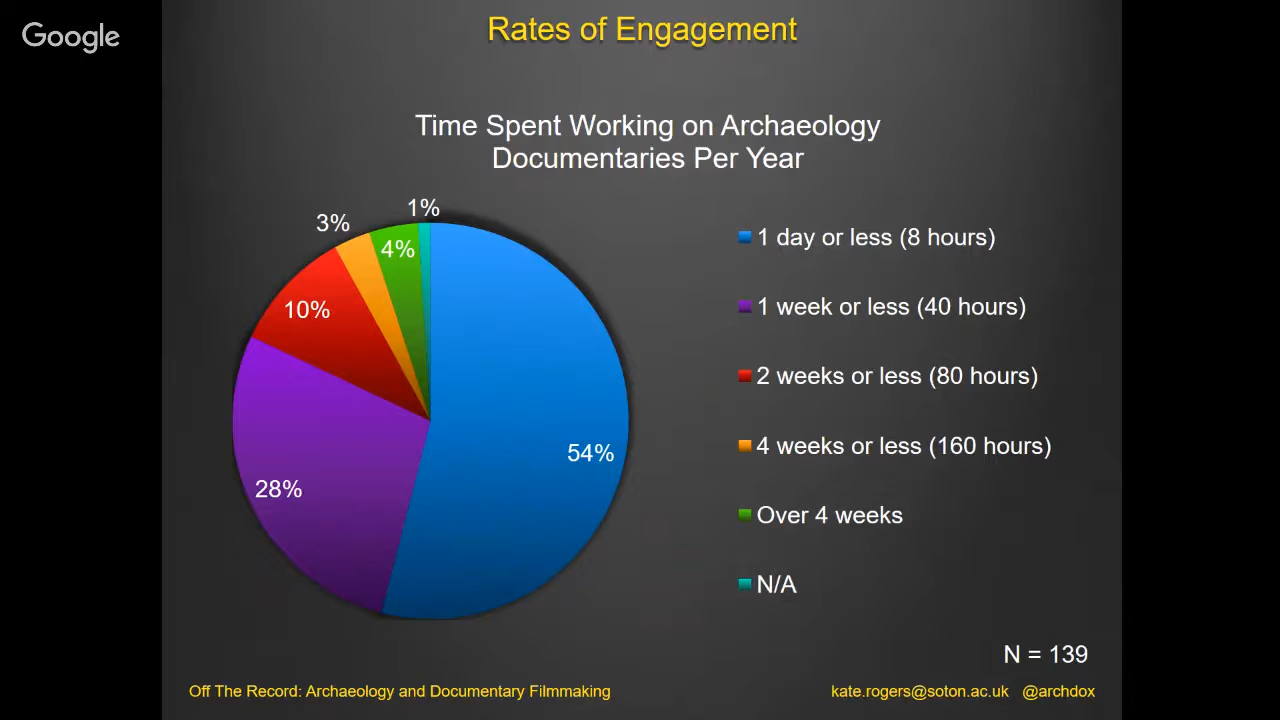 Google
Rates of Engagement
Time Spent Working on Archaeology
Documentaries Per Year
1%
3%
4%
10%
54%
28%
1 day or less (8 hours)
1 week or less (40 hours)
2 weeks or less (80 hours)
4 weeks or less (160 hours)
Over 4 weeks
N/A
N = 139
Off The Record: Archaeology and Documentary Filmmaking
kate.rogers@soton.ac.uk @archdox